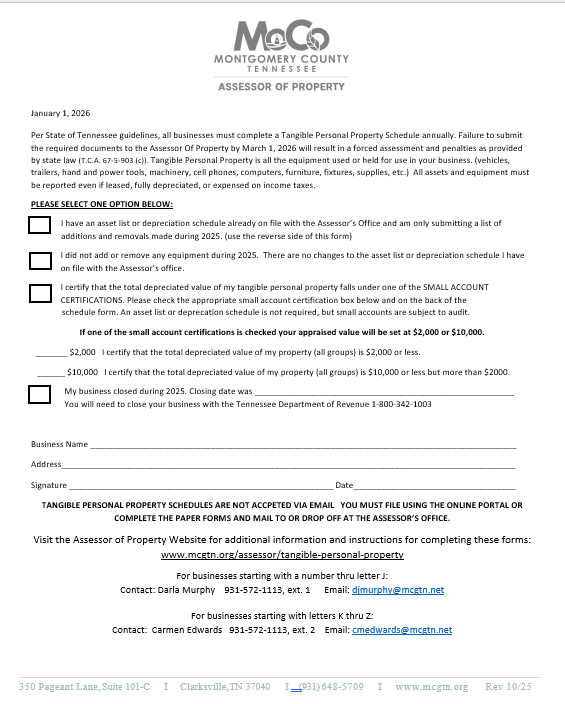 MoCo
MONTGOMERY COUNTY
TENNESSEE
ASSESSOR OF PROPERTY
January 1, 2026
Per State of Tennessee guidelines, all businesses must complete a Tangible Personal Property Schedule annually. Failure to submit
the required documents to the Assessor Of Property by March 1, 2026 will result in a forced assessment and penalties as provided
by state law (T.C.A. 67-5-903 (c)). Tangible Personal Property is all the equipment used or held for use in your business. (vehicles,
trailers, hand and power tools, machinery, cell phones, computers, furniture, fixtures, supplies, etc.) All assets and equipment must
be reported even if leased, fully depreciated, or expensed on income taxes.
PLEASE SELECT ONE OPTION BELOW:
I have an asset list or depreciation schedule already on file with the Assessor's Office and am only submitting a list of
additions and removals made during 2025. (use the reverse side of this form)
I did not add or remove any equipment during 2025. There are no changes to the asset list or depreciation schedule I have
on file with the Assessor's office.
I certify that the total depreciated value of my tangible personal property falls under one of the SMALL ACCOUNT
CERTIFICATIONS. Please check the appropriate small account certification box below and on the back of the
schedule form. An asset list or depreciation schedule is not required, but small accounts are subject to audit.
If one of the small account certifications is checked your appraised value will be set at $2,000 or $10,000.
_______ $2,000 I certify that the total depreciated value of my property (all groups) is $2,000 or less.
______ $10,000 I certify that the total depreciated value of my property (all groups) is $10,000 or less but more than $2000.
My business closed during 2025. Closing date was ____________________
You will need to close your business with the Tennessee Department of Revenue 1-800-342-1003
Business Name ____________________
Address____________________
Signature ____________________ Date____________________
TANGIBLE PERSONAL PROPERTY SCHEDULES ARE NOT ACCPETED VIA EMAIL YOU MUST FILE USING THE ONLINE PORTAL OR
COMPLETE THE PAPER FORMS AND MAIL TO OR DROP OFF AT THE ASSESSOR'S OFFICE.
Visit the Assessor of Property Website for additional information and instructions for completing these forms:
www.mcgtn.org/assessor/tangible-personal-property
For businesses starting with a number thru letter J:
Contact: Darla Murphy 931-572-1113, ext. 1 Email: djmurphy@mcgtn.net
For businesses starting with letters K thru Z:
Contact: Carmen Edwards 931-572-1113, ext. 2 Email: cmedwards@mcgtn.net
350 Pageant Lane, Suite 101-C I Clarksville, TN 37040 I (931) 648-5709 I www.mcgtn.org Rev 10/25